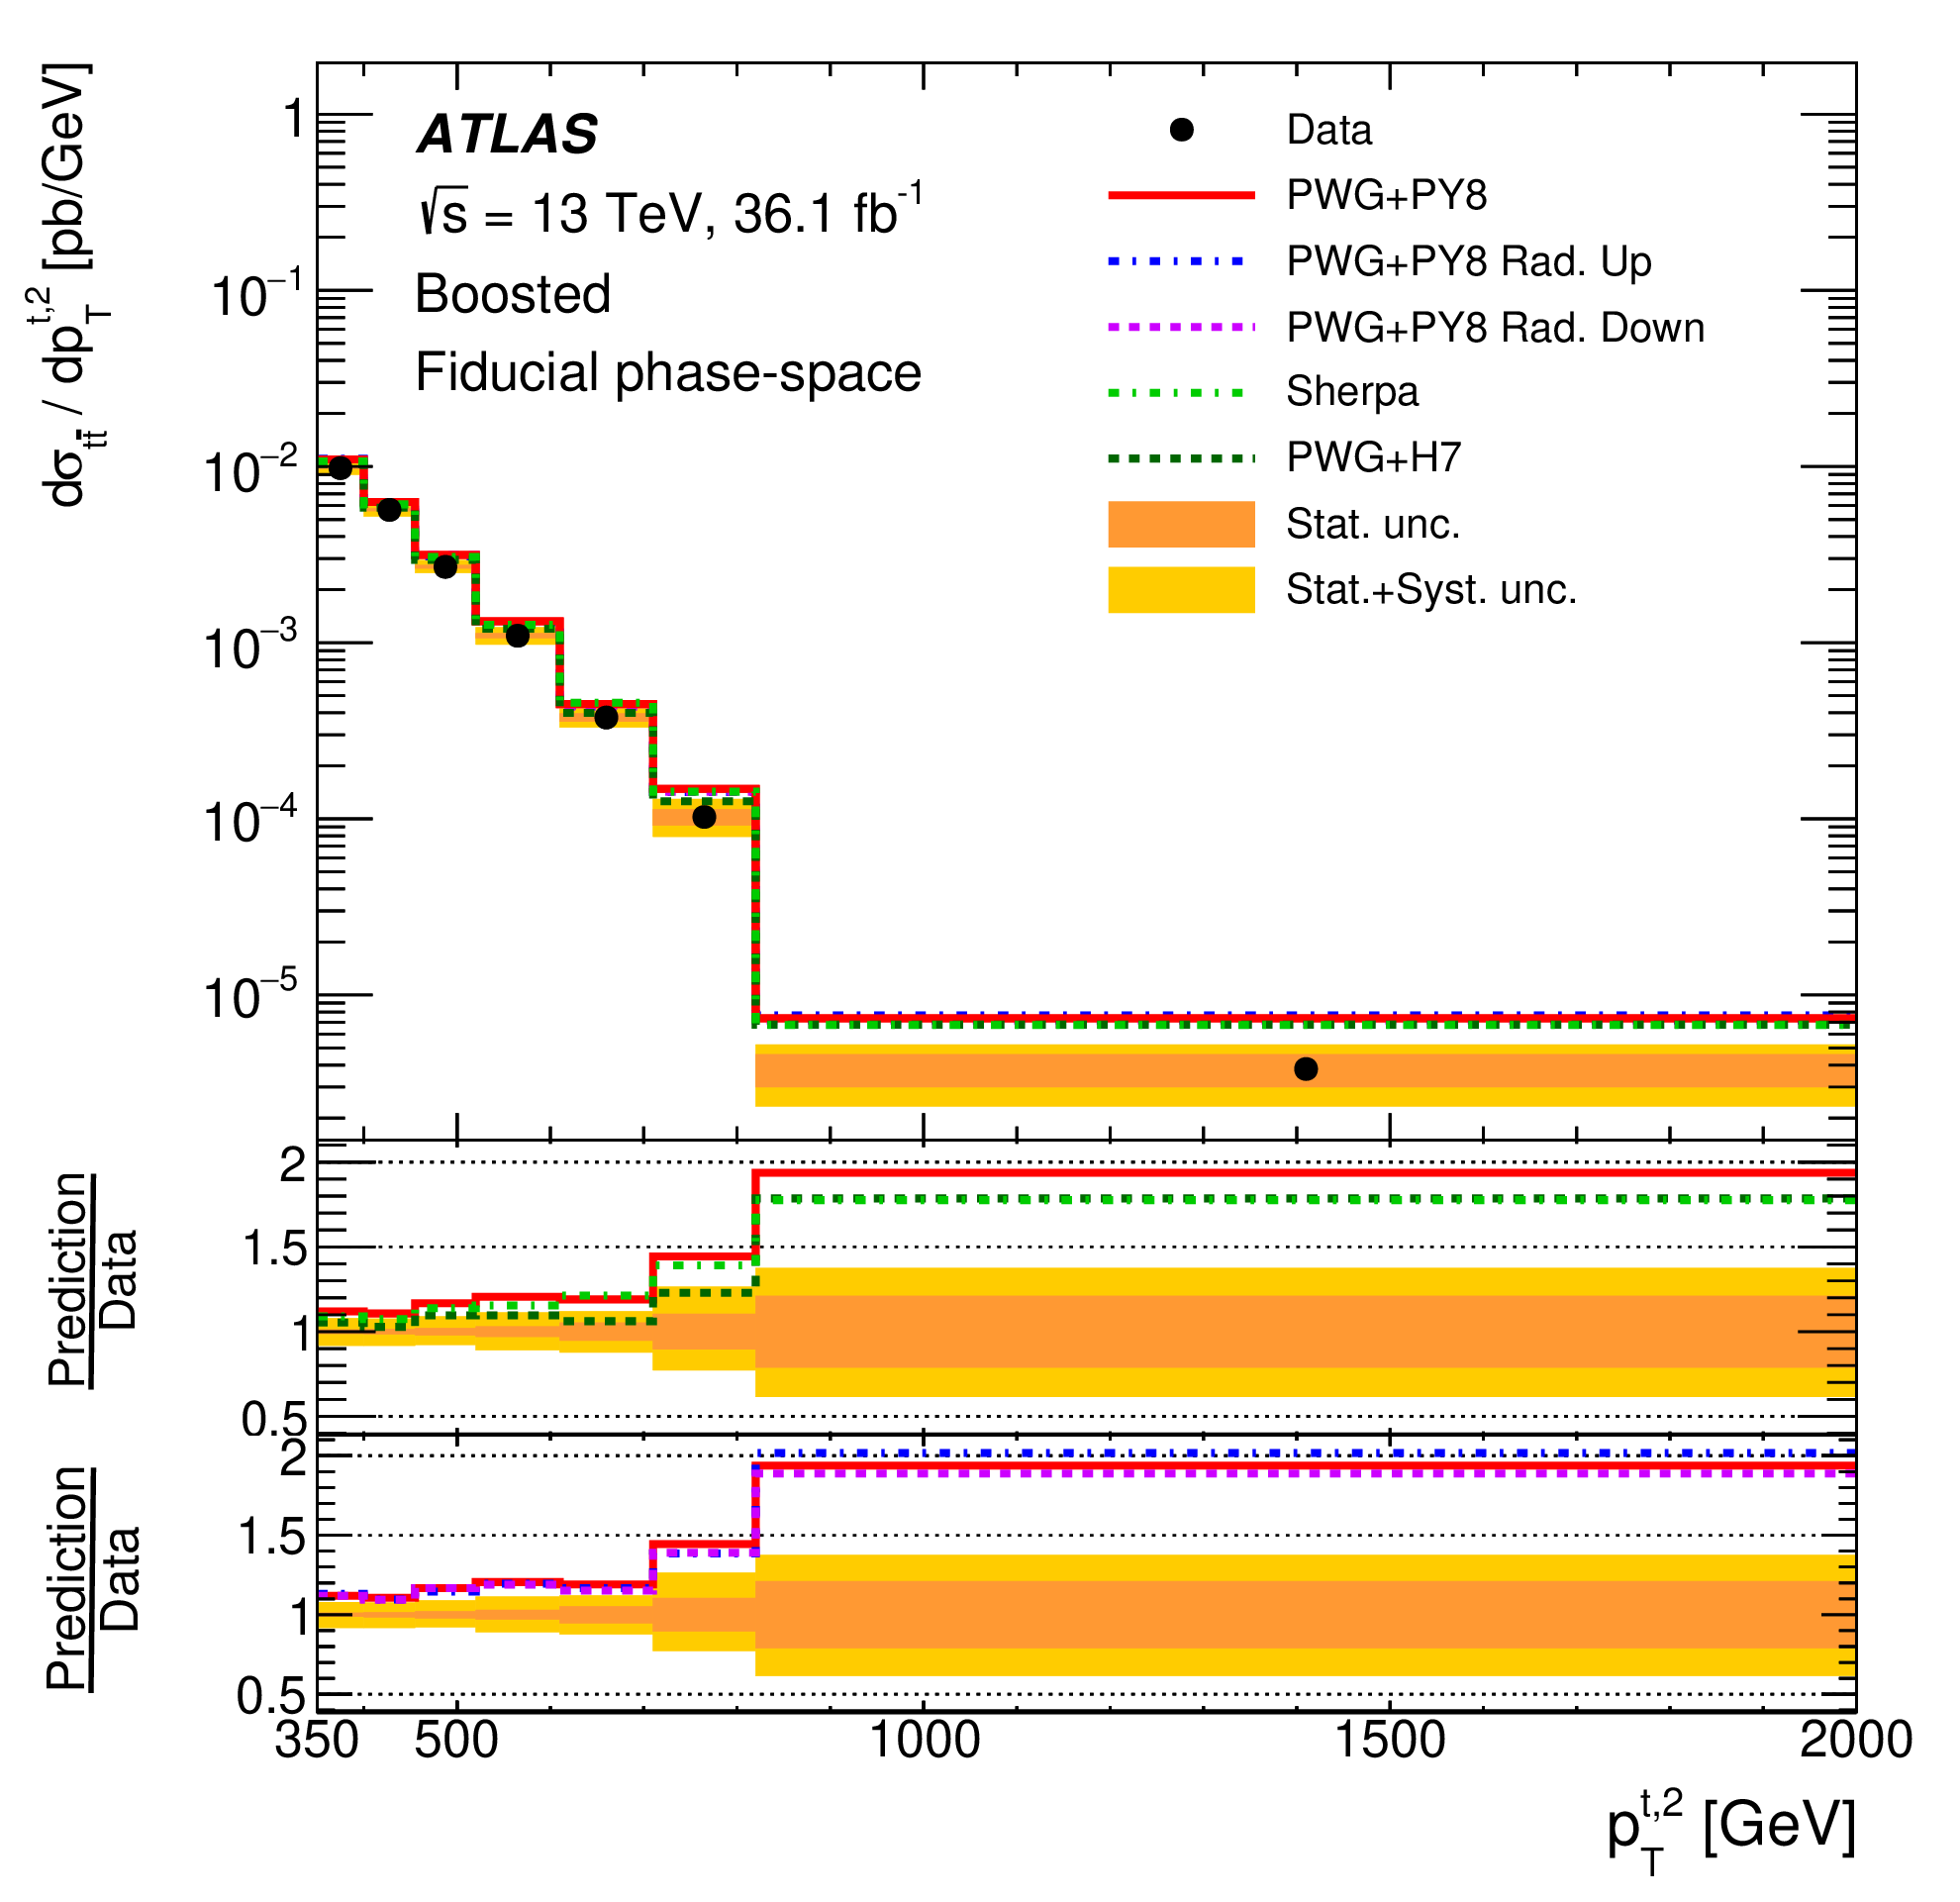 ATLAS
√s = 13 TeV, 36.1 fb⁻¹
Boosted
Fiducial phase-space
Data
PWG+PY8
PWG+PY8 Rad. Up
PWG+PY8 Rad. Down
Sherpa
PWG+H7
Stat. unc.
Stat.+Syst. unc.
dσ_tt̄ / dp_T^t,2 [pb/GeV]
1
10⁻¹
10⁻²
10⁻³
10⁻⁴
10⁻⁵
Prediction
Data
2
1.5
1
0.5
Prediction
Data
2
1.5
1
0.5
350 500 1000 1500 2000
p_T^t,2 [GeV]